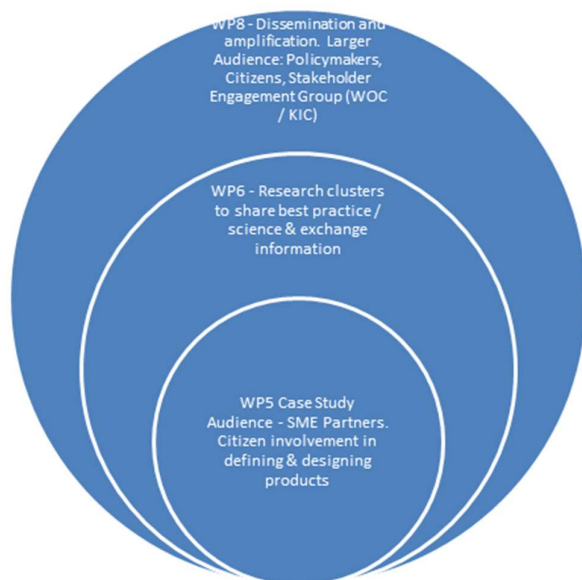 WP8 - Dissemination and
amplification. Larger
Audience: Policymakers,
Citizens, Stakeholder
Engagement Group (WOC
/ KIC)
WP6 - Research clusters
to share best practice /
science & exchange
information
WP5 Case Study
Audience - SME Partners.
Citizen involvement in
defining & designing
products